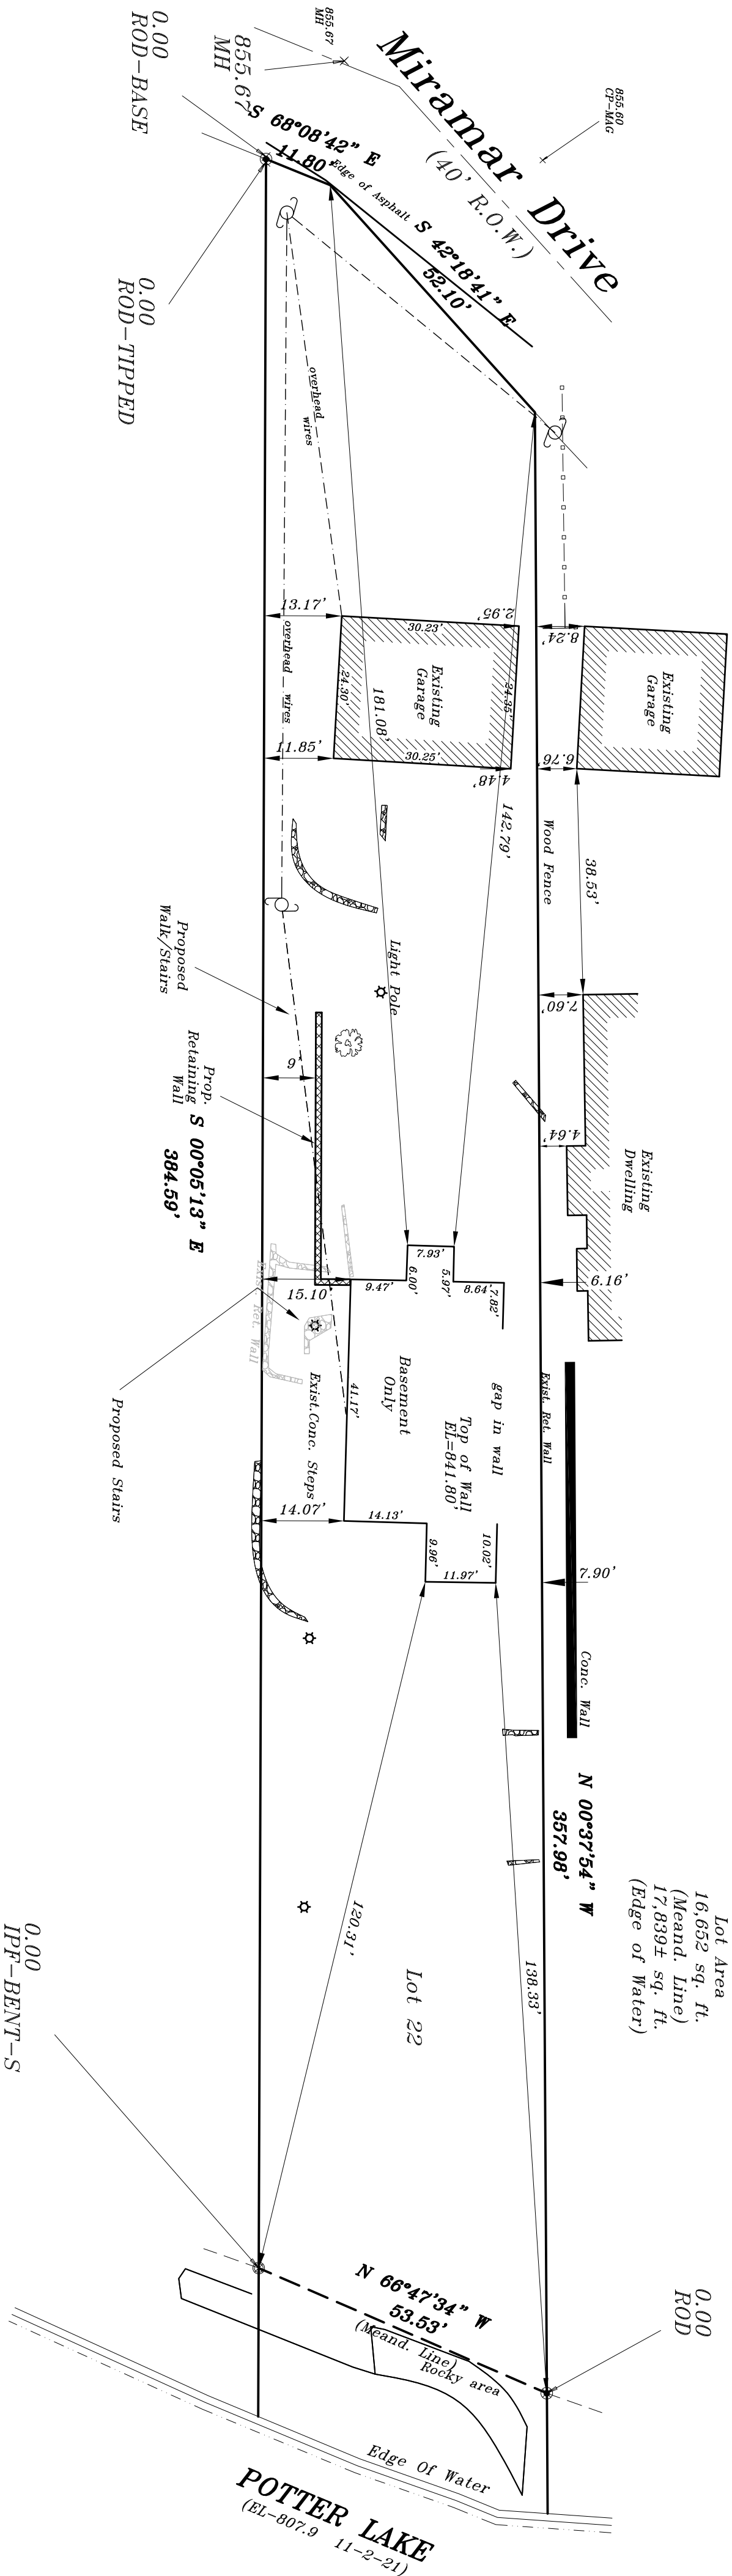 Miramar Drive
(40' R.O.W.)
855.67
MH
855.60
CP-MAG
855.67
MH
0.00
ROD-BASE
0.00
ROD-TIPPED
S 68°08'42" E
11.80'
Edge of Asphalt
S 42°18'41" E
52.10'
overhead
wires
overhead wires
13.17'
30.23'
2.95'
8.24'
24.30'
Existing
Garage
24.35'
Existing
Garage
181.08'
11.85'
30.25'
4.48'
6.76'
142.79'
Wood Fence
38.53'
Light Pole
7.60'
Proposed
Walk/Stairs
9'
Prop.
Retaining
Wall
S 00°05'13" E
384.59'
4.64'
Existing
Dwelling
7.93'
6.00'
5.97'
9.47'
8.64'
7.82'
6.16'
15.10
Exist. Ret. Wall
Proposed Stairs
Exist.Conc. Steps
41.17'
Basement
Only
gap in wall
Top of Wall
EL=841.80'
Exist. Ret. Wall
14.07'
14.13'
9.96'
10.02'
11.97'
7.90'
Conc. Wall
N 00°37'54" W
357.98'
Lot Area
16,652 sq. ft.
(Meand. Line)
17,839± sq. ft.
(Edge of Water)
120.31'
138.33'
Lot 22
0.00
IPF-BENT-S
0.00
ROD
N 66°47'34" W
53.53'
(Meand. Line)
Rocky area
Edge Of Water
POTTER LAKE
(EL-807.9 11-2-21)